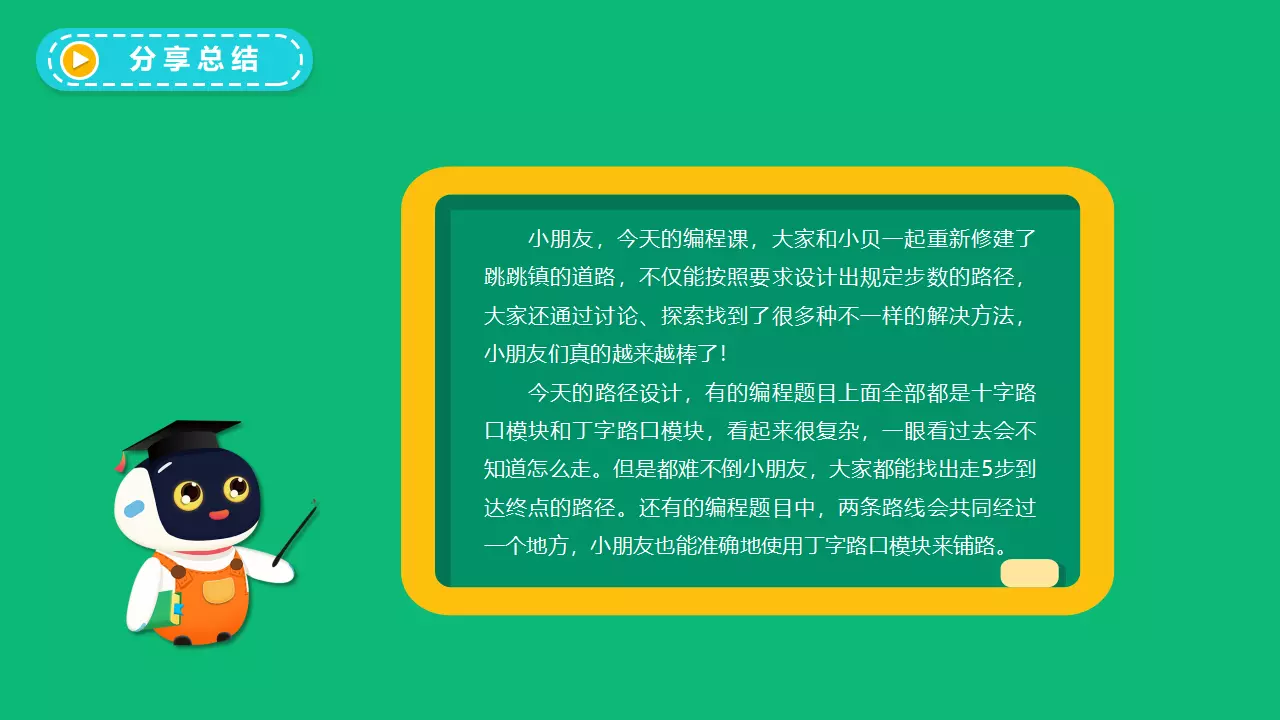 分享总结
小朋友，今天的编程课，大家和小贝一起重新修建了
跳跳镇的道路，不仅能按照要求设计出规定步数的路径，
大家还通过讨论、探索找到了很多种不一样的解决方法，
小朋友们真的越来越棒了！
今天的路径设计，有的编程题目上面全部都是十字路
口模块和丁字路口模块，看起来很复杂，一眼看过去会不
知道怎么走。但是都难不倒小朋友，大家都能找出走5步到
达终点的路径。还有的编程题目中，两条路线会共同经过
一个地方，小朋友也能准确地使用丁字路口模块来铺路。